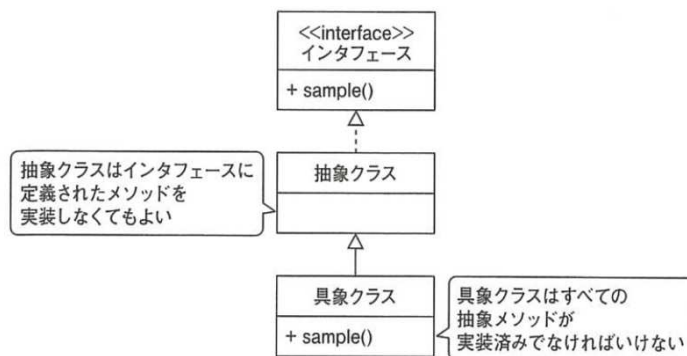 <<interface>>
インタフェース
+ sample()
抽象クラスはインタフェースに
定義されたメソッドを
実装しなくてもよい
抽象クラス
具象クラス
+ sample()
具象クラスはすべての
抽象メソッドが
実装済みでなければいけない